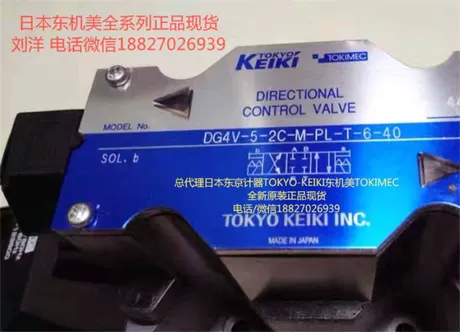 日本东机美全系列正品现货
刘洋 电话微信18827026939
TOKYO
KEIKI
TOKIMEC
DIRECTIONAL
CONTROL VALVE
MODEL No.
DG4V-5-2C-M-PL-T-6-40
SOL. b
总代理日本东京计器TOKYO-KEIKI东机美TOKIMEC
全新原装正品现货
电话/微信18827026939
TOKYO KEIKI INC.
MADE IN JAPAN